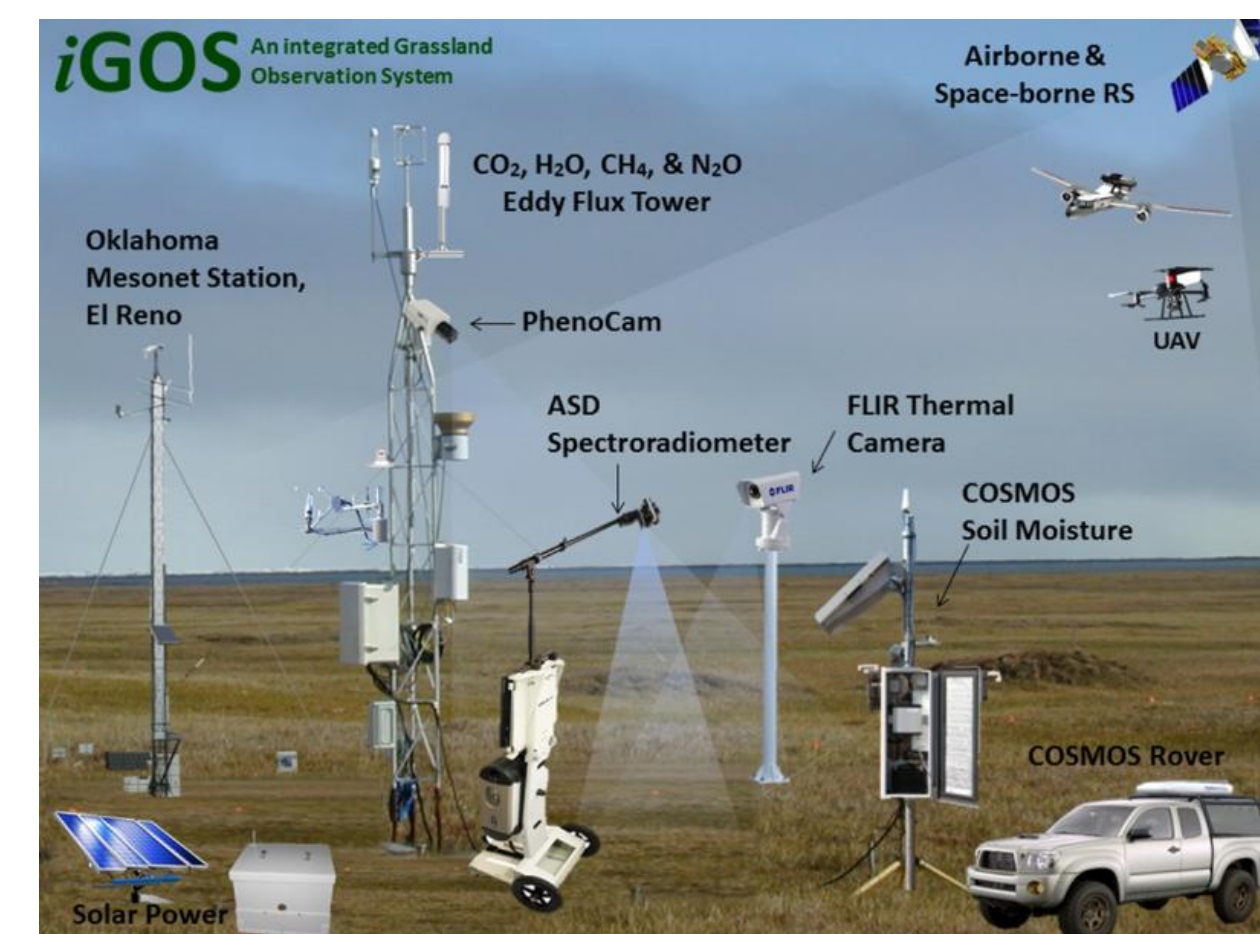 iGOS
An integrated Grassland
Observation System
Airborne &
Space-borne RS
CO₂, H₂O, CH₄, & N₂O
Eddy Flux Tower
Oklahoma
Mesonet Station,
El Reno
PhenoCam
UAV
ASD
Spectroradiometer
FLIR Thermal
Camera
FLIR
COSMOS
Soil Moisture
COSMOS Rover
Solar Power